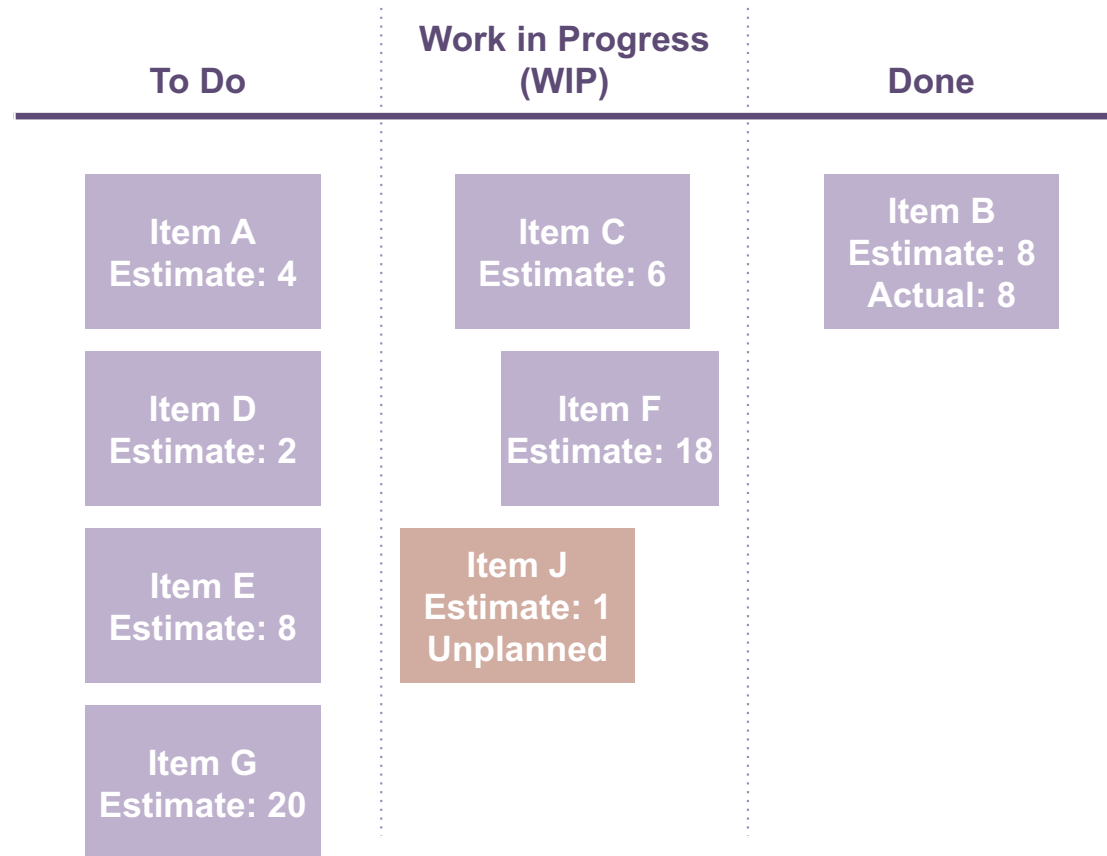 To Do
Work in Progress
(WIP)
Done
Item A
Estimate: 4
Item D
Estimate: 2
Item E
Estimate: 8
Item G
Estimate: 20
Item C
Estimate: 6
Item F
Estimate: 18
Item J
Estimate: 1
Unplanned
Item B
Estimate: 8
Actual: 8